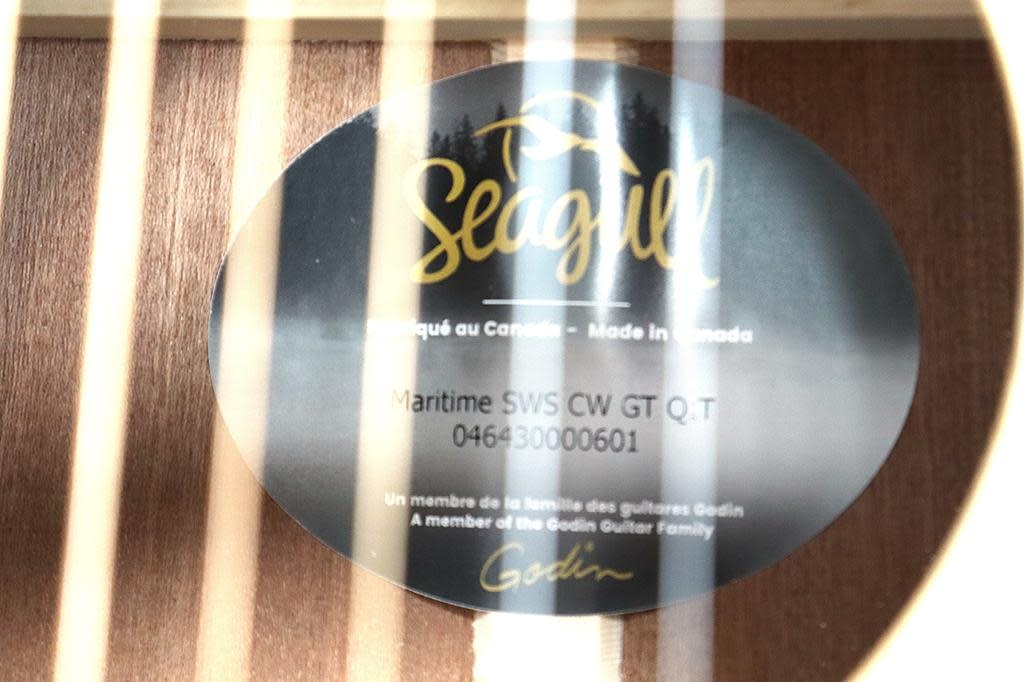 Seagull
Fabriqué au Canada - Made in Canada
Maritime SWS CW GT Q.T
046430000601
Un membre de la famille des guitares Godin
A member of the Godin Guitar Family
Godin